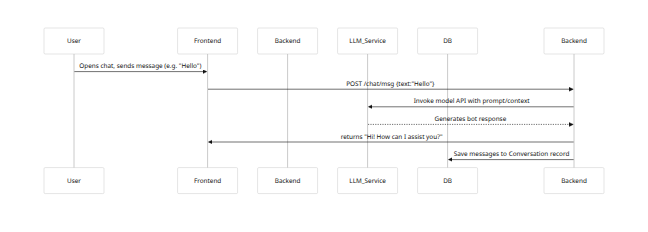 User Frontend Backend LLM_Service DB Backend
Opens chat, sends message (e.g. "Hello")
POST /chat/msg {text:"Hello"}
Invoke model API with prompt/context
Generates bot response
returns "Hi! How can I assist you?"
Save messages to Conversation record
User Frontend Backend LLM_Service DB Backend